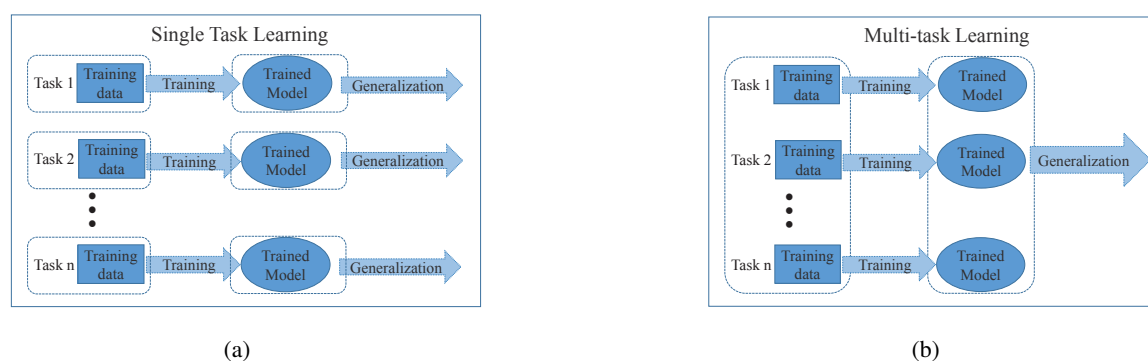 Single Task Learning
Task 1
Training
data
Training
Trained
Model
Generalization
Task 2
Training
data
Training
Trained
Model
Generalization
Task n
Training
data
Training
Trained
Model
Generalization
(a)
Multi-task Learning
Task 1
Training
data
Training
Trained
Model
Task 2
Training
data
Training
Trained
Model
Generalization
Task n
Training
data
Training
Trained
Model
(b)